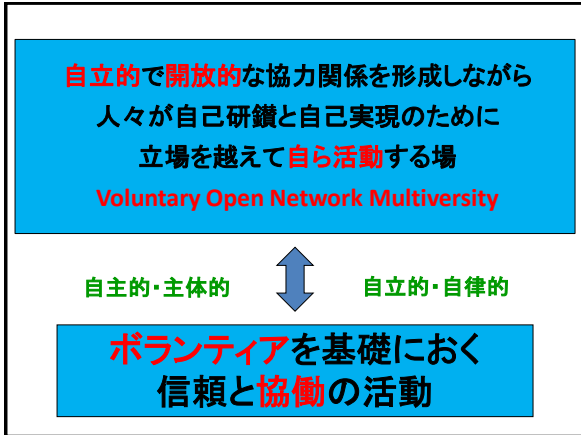 自立的で開放的な協力関係を形成しながら
人々が自己研鑽と自己実現のために
立場を越えて自ら活動する場
Voluntary Open Network Multiversity
自主的・主体的
自立的・自律的
ボランティアを基礎におく
信頼と協働の活動